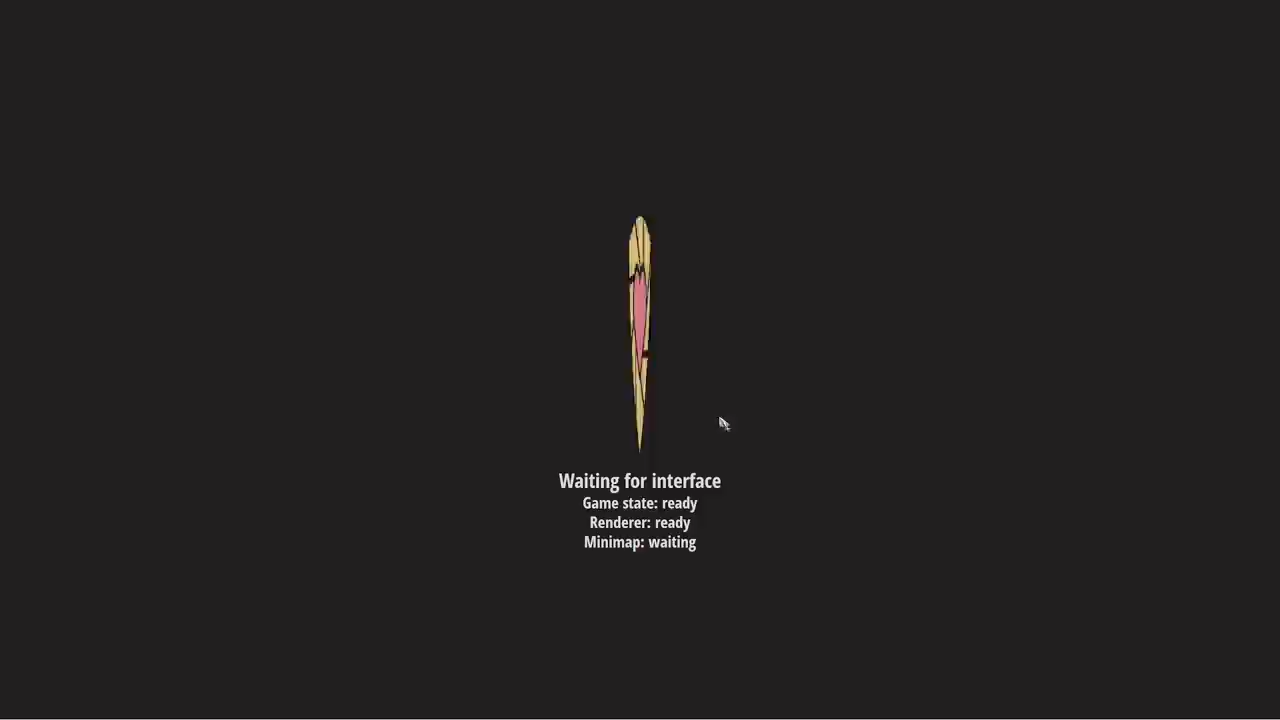 Waiting for interface
Game state: ready
Renderer: ready
Minimap: waiting